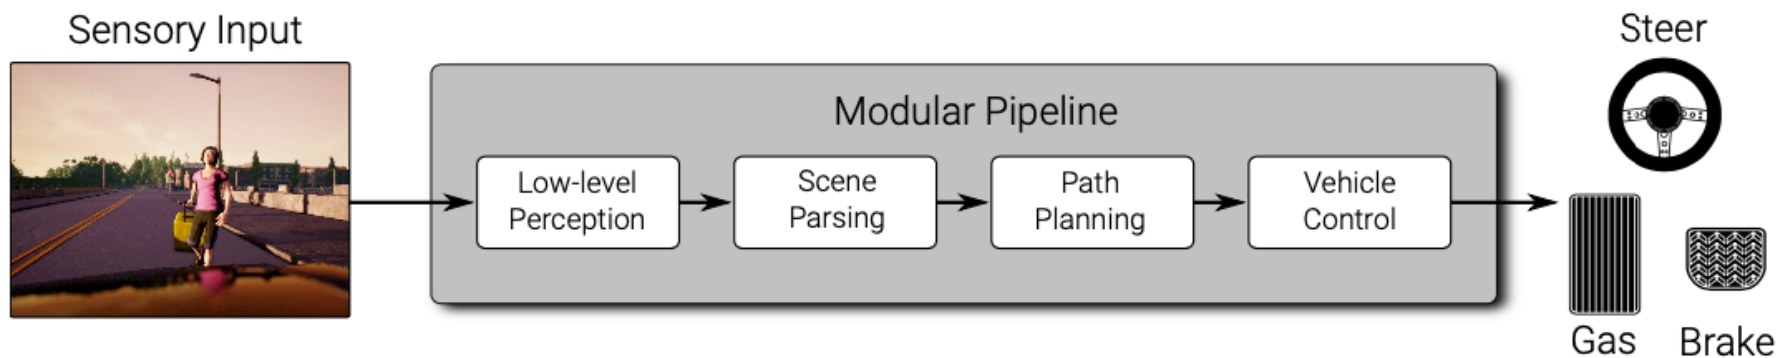 Sensory Input
Modular Pipeline
Low-level
Perception
Scene
Parsing
Path
Planning
Vehicle
Control
Steer
Gas
Brake